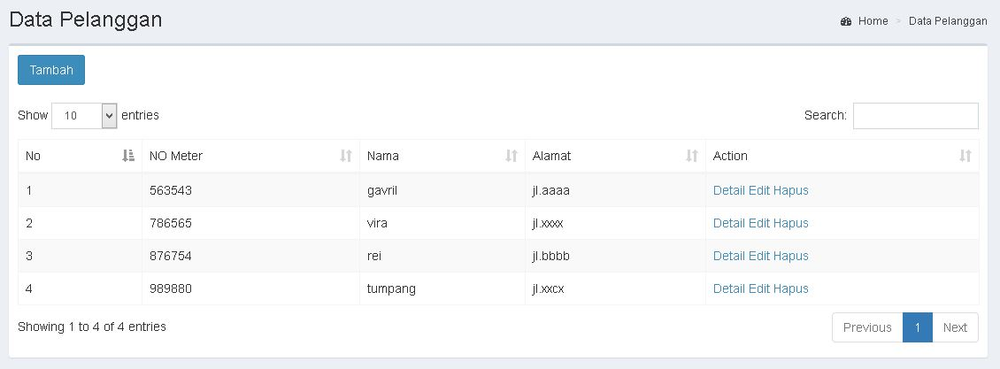 Data Pelanggan
Home > Data Pelanggan
Tambah
Show 10 entries Search:
No NO Meter Nama Alamat Action
1 563543 gavril jl.aaaa Detail Edit Hapus
2 786565 vira jl.xxxx Detail Edit Hapus
3 876754 rei jl.bbbb Detail Edit Hapus
4 989880 tumpang jl.xxcx Detail Edit Hapus
Showing 1 to 4 of 4 entries Previous 1 Next